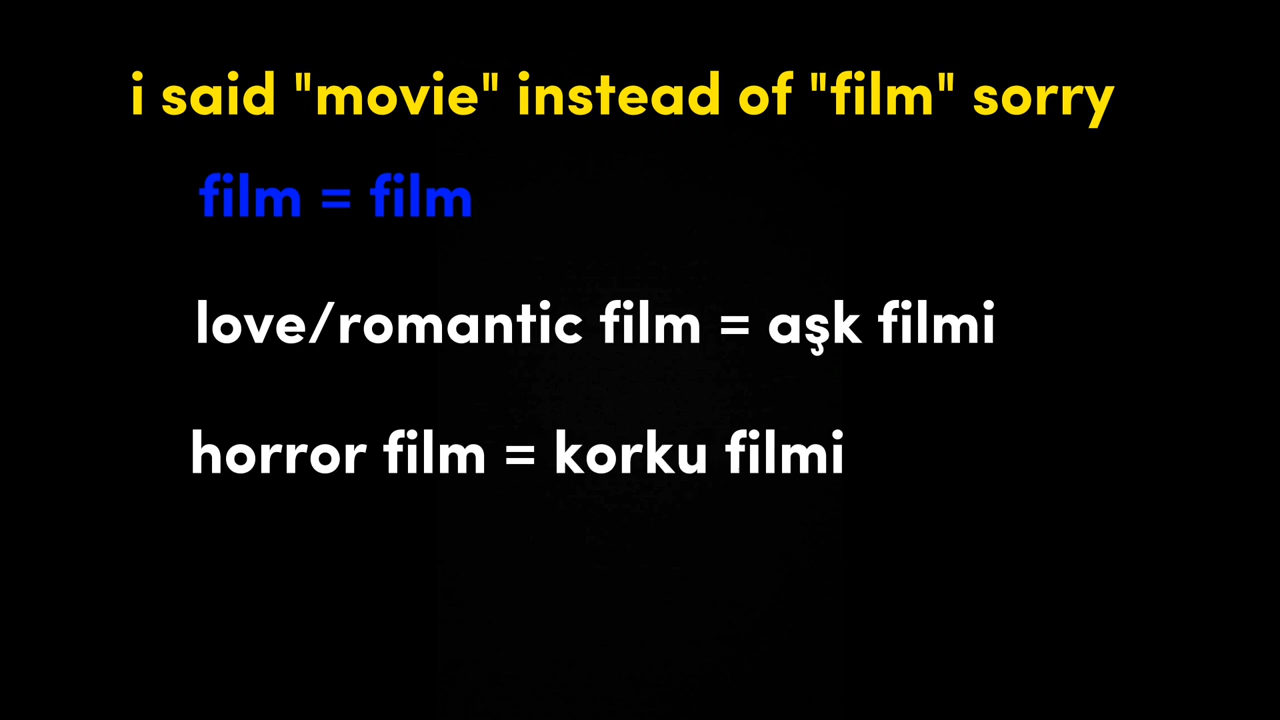 i said "movie" instead of "film" sorry
film = film
love/romantic film = aşk filmi
horror film = korku filmi